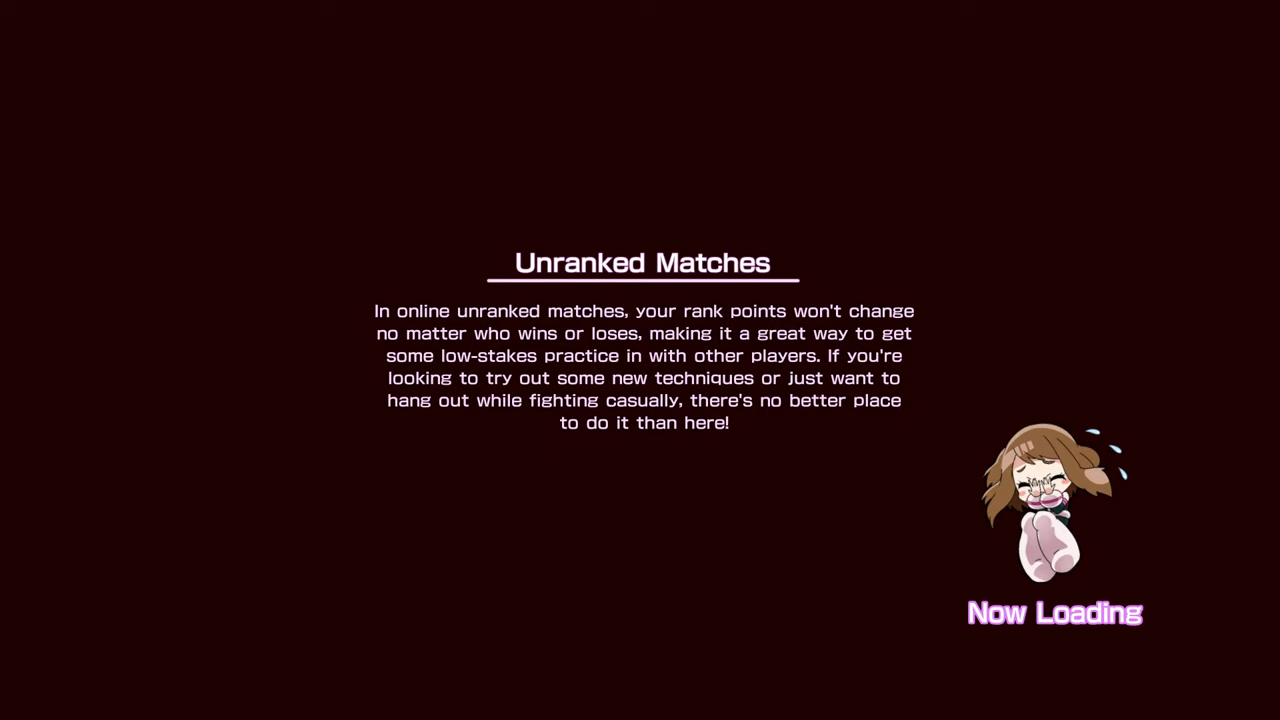 Unranked Matches
In online unranked matches, your rank points won't change
no matter who wins or loses, making it a great way to get
some low-stakes practice in with other players. If you're
looking to try out some new techniques or just want to
hang out while fighting casually, there's no better place
to do it than here!
Now Loading